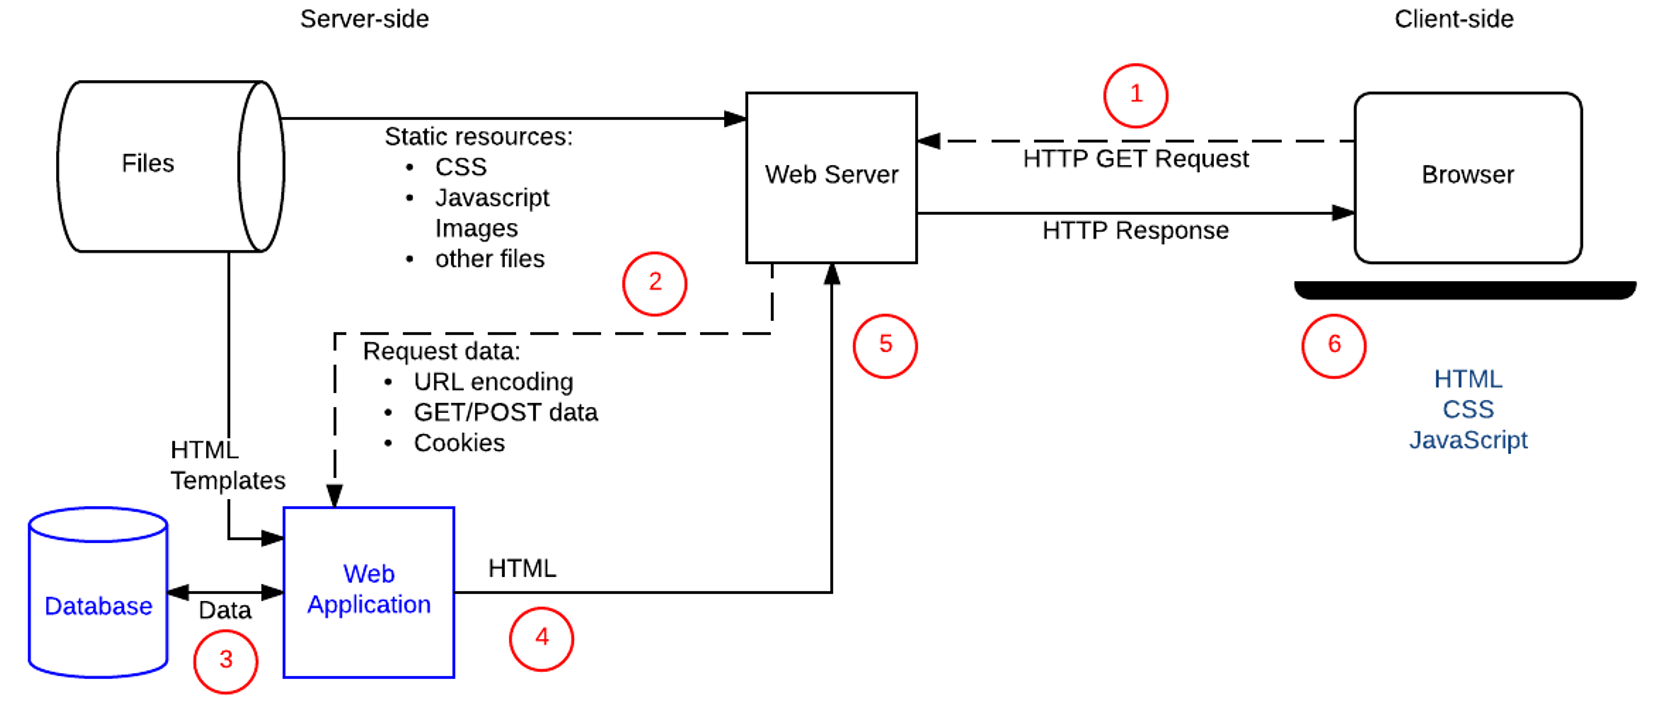 Server-side
Client-side
Files
Static resources:
• CSS
• Javascript
Images
• other files
Web Server
1
HTTP GET Request
HTTP Response
Browser
2
Request data:
• URL encoding
• GET/POST data
• Cookies
5
6
HTML
CSS
JavaScript
HTML
Templates
Database
Data
3
Web
Application
HTML
4